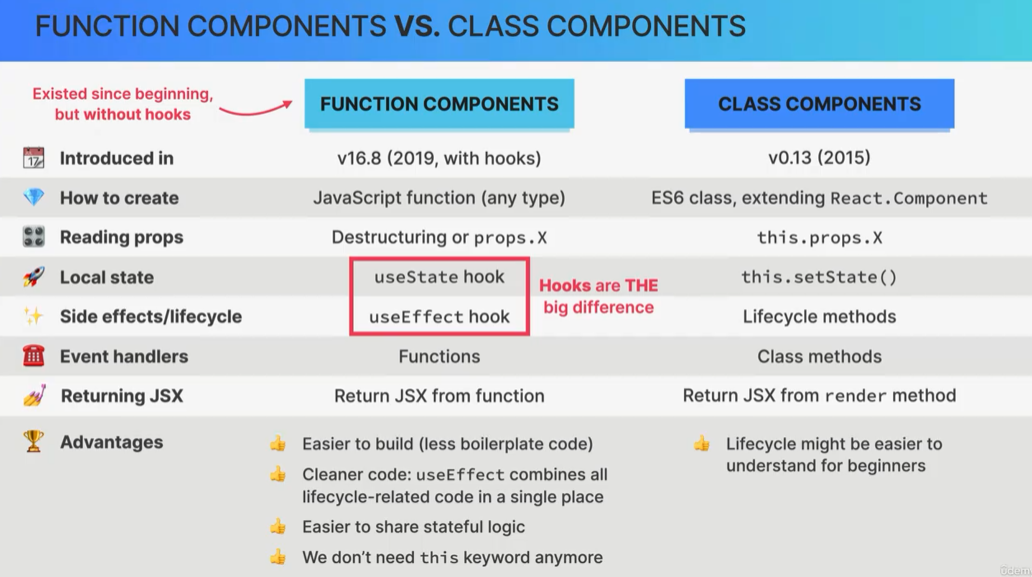 FUNCTION COMPONENTS VS. CLASS COMPONENTS
Existed since beginning,
but without hooks
FUNCTION COMPONENTS
CLASS COMPONENTS
Introduced in
v16.8 (2019, with hooks)
v0.13 (2015)
How to create
JavaScript function (any type)
ES6 class, extending React.Component
Reading props
Destructuring or props.X
this.props.X
Local state
useState hook
this.setState()
Hooks are THE
big difference
Side effects/lifecycle
useEffect hook
Lifecycle methods
Event handlers
Functions
Class methods
Returning JSX
Return JSX from function
Return JSX from render method
Advantages
Easier to build (less boilerplate code)
Cleaner code: useEffect combines all
lifecycle-related code in a single place
Easier to share stateful logic
We don't need this keyword anymore
Lifecycle might be easier to
understand for beginners